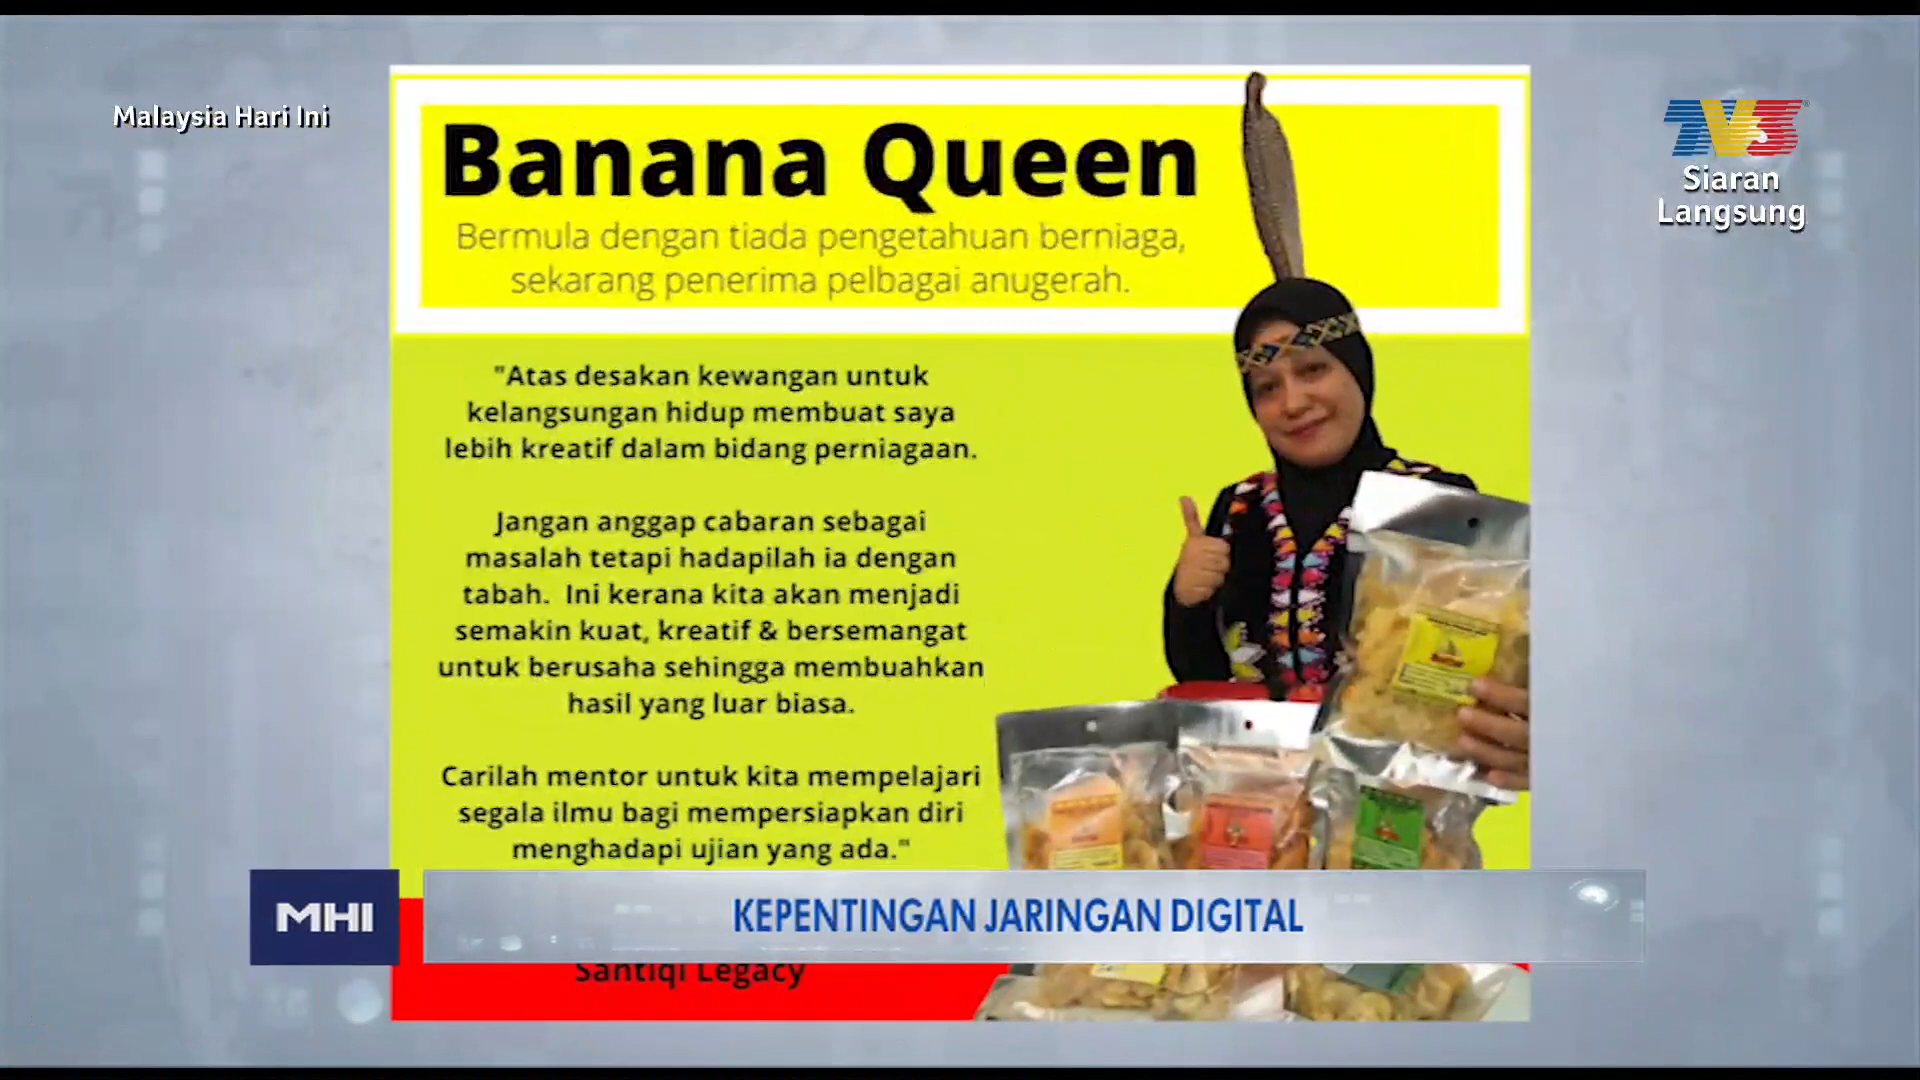 Malaysia Hari Ini
TV3
Siaran
Langsung
Banana Queen
Bermula dengan tiada pengetahuan berniaga,
sekarang penerima pelbagai anugerah.
"Atas desakan kewangan untuk
kelangsungan hidup membuat saya
lebih kreatif dalam bidang perniagaan.
Jangan anggap cabaran sebagai
masalah tetapi hadapilah ia dengan
tabah. Ini kerana kita akan menjadi
semakin kuat, kreatif & bersemangat
untuk berusaha sehingga membuahkan
hasil yang luar biasa.
Carilah mentor untuk kita mempelajari
segala ilmu bagi mempersiapkan diri
menghadapi ujian yang ada."
MHI
KEPENTINGAN JARINGAN DIGITAL
Santiqi Legacy